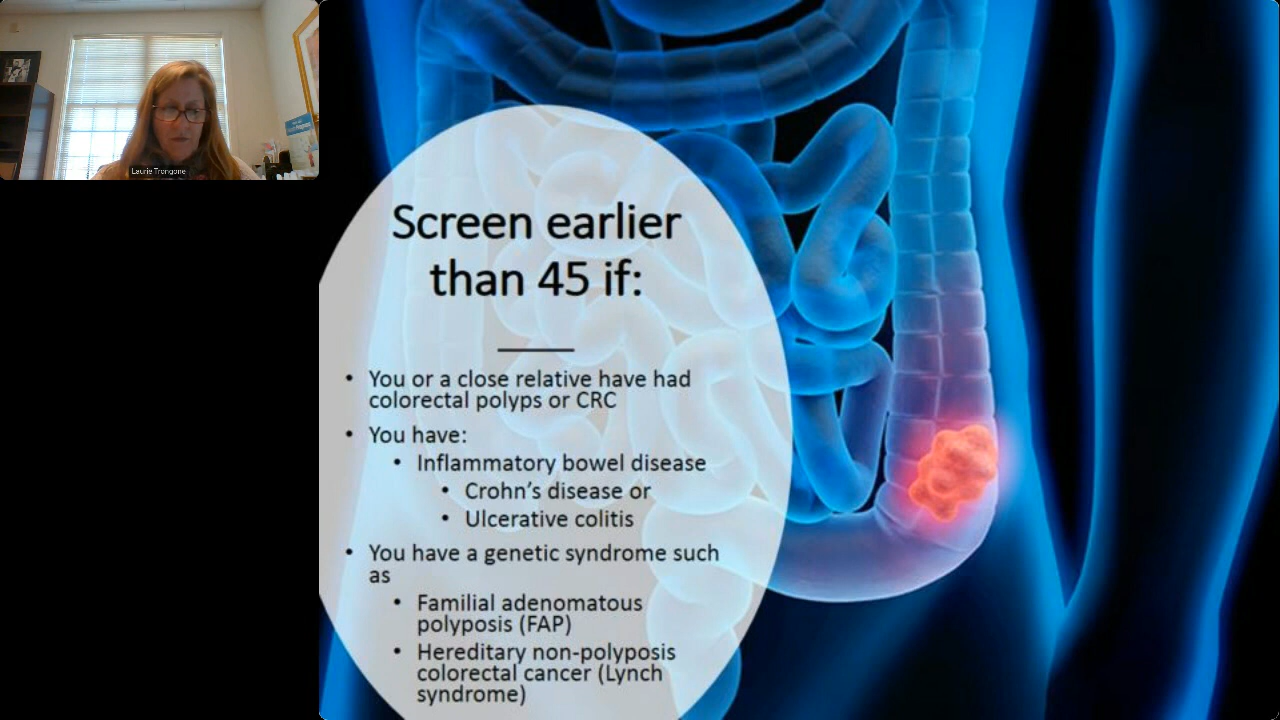 Laurie Trongone
Screen earlier
than 45 if:
• You or a close relative have had
colorectal polyps or CRC
• You have:
• Inflammatory bowel disease
• Crohn’s disease or
• Ulcerative colitis
• You have a genetic syndrome such
as
• Familial adenomatous
polyposis (FAP)
• Hereditary non-polyposis
colorectal cancer (Lynch
syndrome)